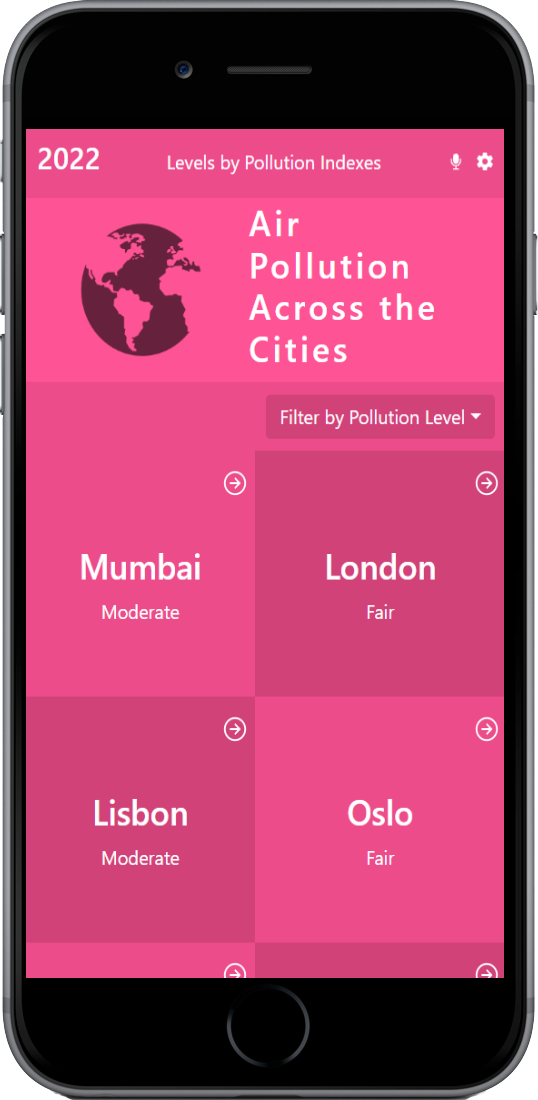 2022
Levels by Pollution Indexes
Air
Pollution
Across the
Cities
Filter by Pollution Level
Mumbai
Moderate
London
Fair
Lisbon
Moderate
Oslo
Fair